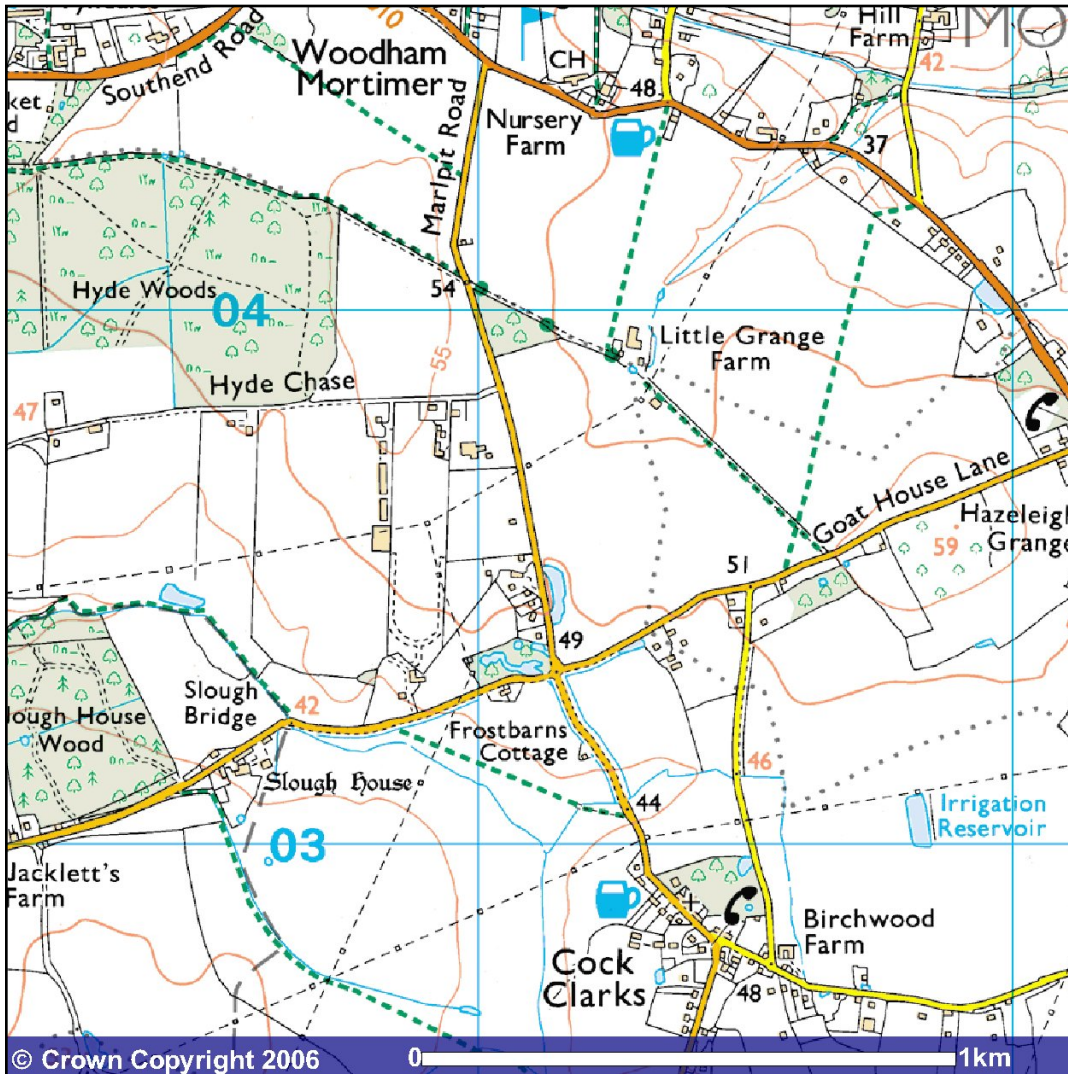 Southend Road
Woodham
Mortimer
CH
48
Nursery
Farm
Hill
Farm
42
MO
37
Marlpit Road
54
Hyde Woods
04
55
Little Grange
Farm
Hyde Chase
47
Goat House Lane
Hazeleigh
Grange
59
51
49
Slough
Bridge
42
Frostbarns
Cottage
House
Wood
Slough House
46
44
Irrigation
Reservoir
03
Jacklett's
Farm
Birchwood
Farm
Cock
Clarks
48
© Crown Copyright 2006
0
1km